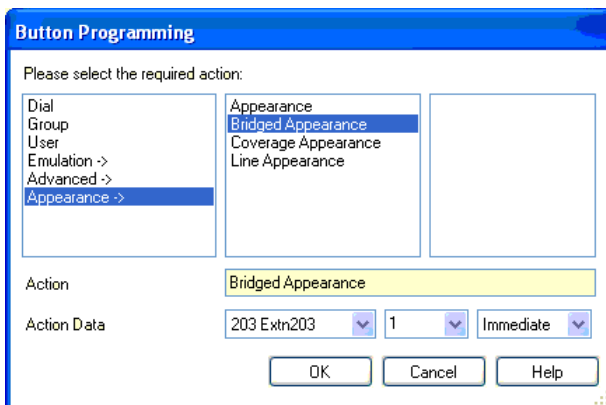 Button Programming
Please select the required action:
Dial
Group
User
Emulation ->
Advanced ->
Appearance ->
Appearance
Bridged Appearance
Coverage Appearance
Line Appearance
Action
Bridged Appearance
Action Data
203 Extn203
1
Immediate
OK
Cancel
Help